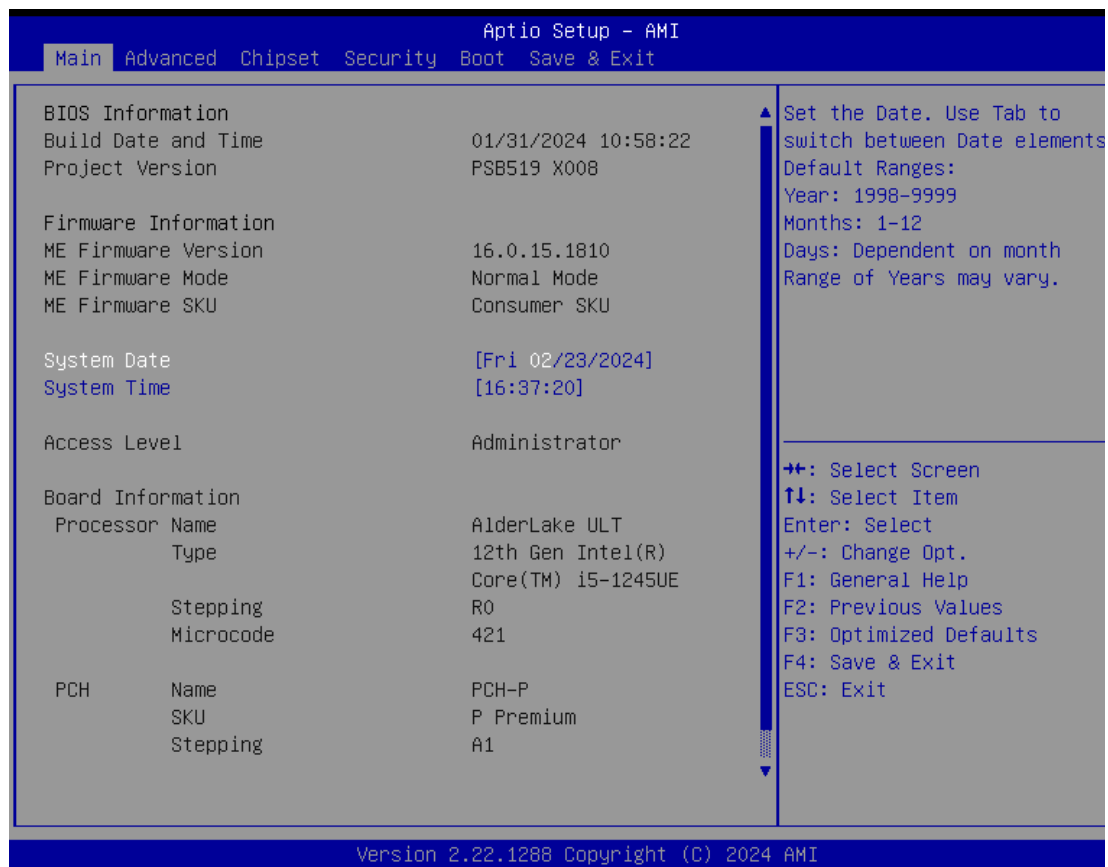 Aptio Setup - AMI
Main Advanced Chipset Security Boot Save & Exit
BIOS Information
Build Date and Time 01/31/2024 10:58:22
Project Version PSB519 X008
Firmware Information
ME Firmware Version 16.0.15.1810
ME Firmware Mode Normal Mode
ME Firmware SKU Consumer SKU
System Date [Fri 02/23/2024]
System Time [16:37:20]
Access Level Administrator
Board Information
Processor Name AlderLake ULT
Type 12th Gen Intel(R)
Core(TM) i5-1245UE
Stepping R0
Microcode 421
PCH Name PCH-P
SKU P Premium
Stepping A1
Set the Date. Use Tab to
switch between Date elements
Default Ranges:
Year: 1998-9999
Months: 1-12
Days: Dependent on month
Range of Years may vary.
→←: Select Screen
↑↓: Select Item
Enter: Select
+/-: Change Opt.
F1: General Help
F2: Previous Values
F3: Optimized Defaults
F4: Save & Exit
ESC: Exit
Version 2.22.1288 Copyright (C) 2024 AMI